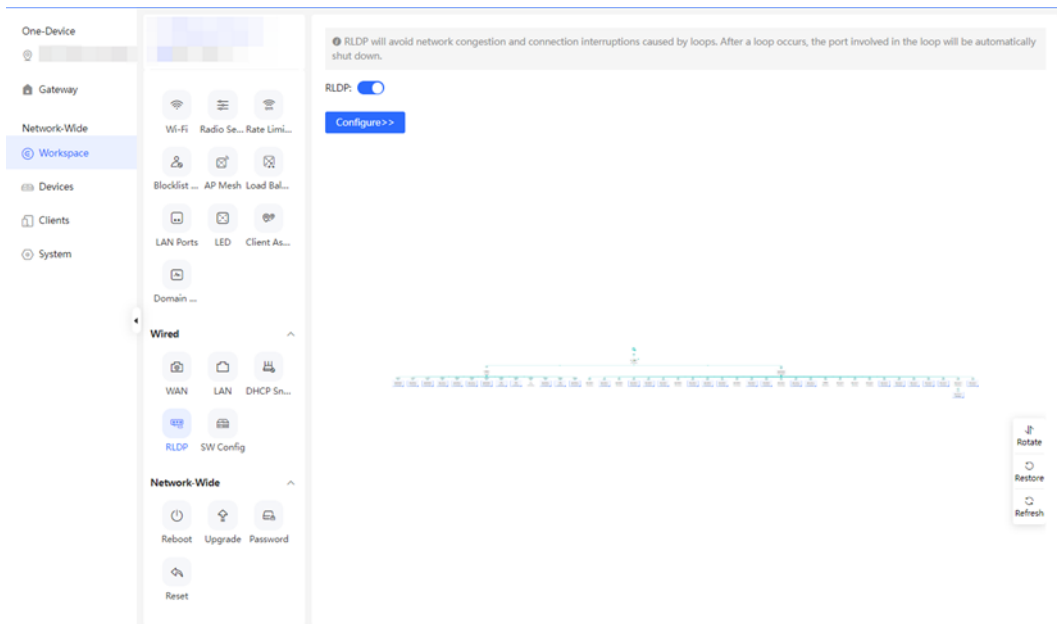 One-Device
Gateway
Network-Wide
Workspace
Devices
Clients
System
Wi-Fi
Radio Se...
Rate Limi...
Blocklist ...
AP Mesh
Load Bal...
LAN Ports
LED
Client As...
Domain ...
Wired
WAN
LAN
DHCP Sn...
RLDP
SW Config
Network-Wide
Reboot
Upgrade
Password
Reset
RLDP will avoid network congestion and connection interruptions caused by loops. After a loop occurs, the port involved in the loop will be automatically
shut down.
RLDP:
Configure>>
Rotate
Restore
Refresh